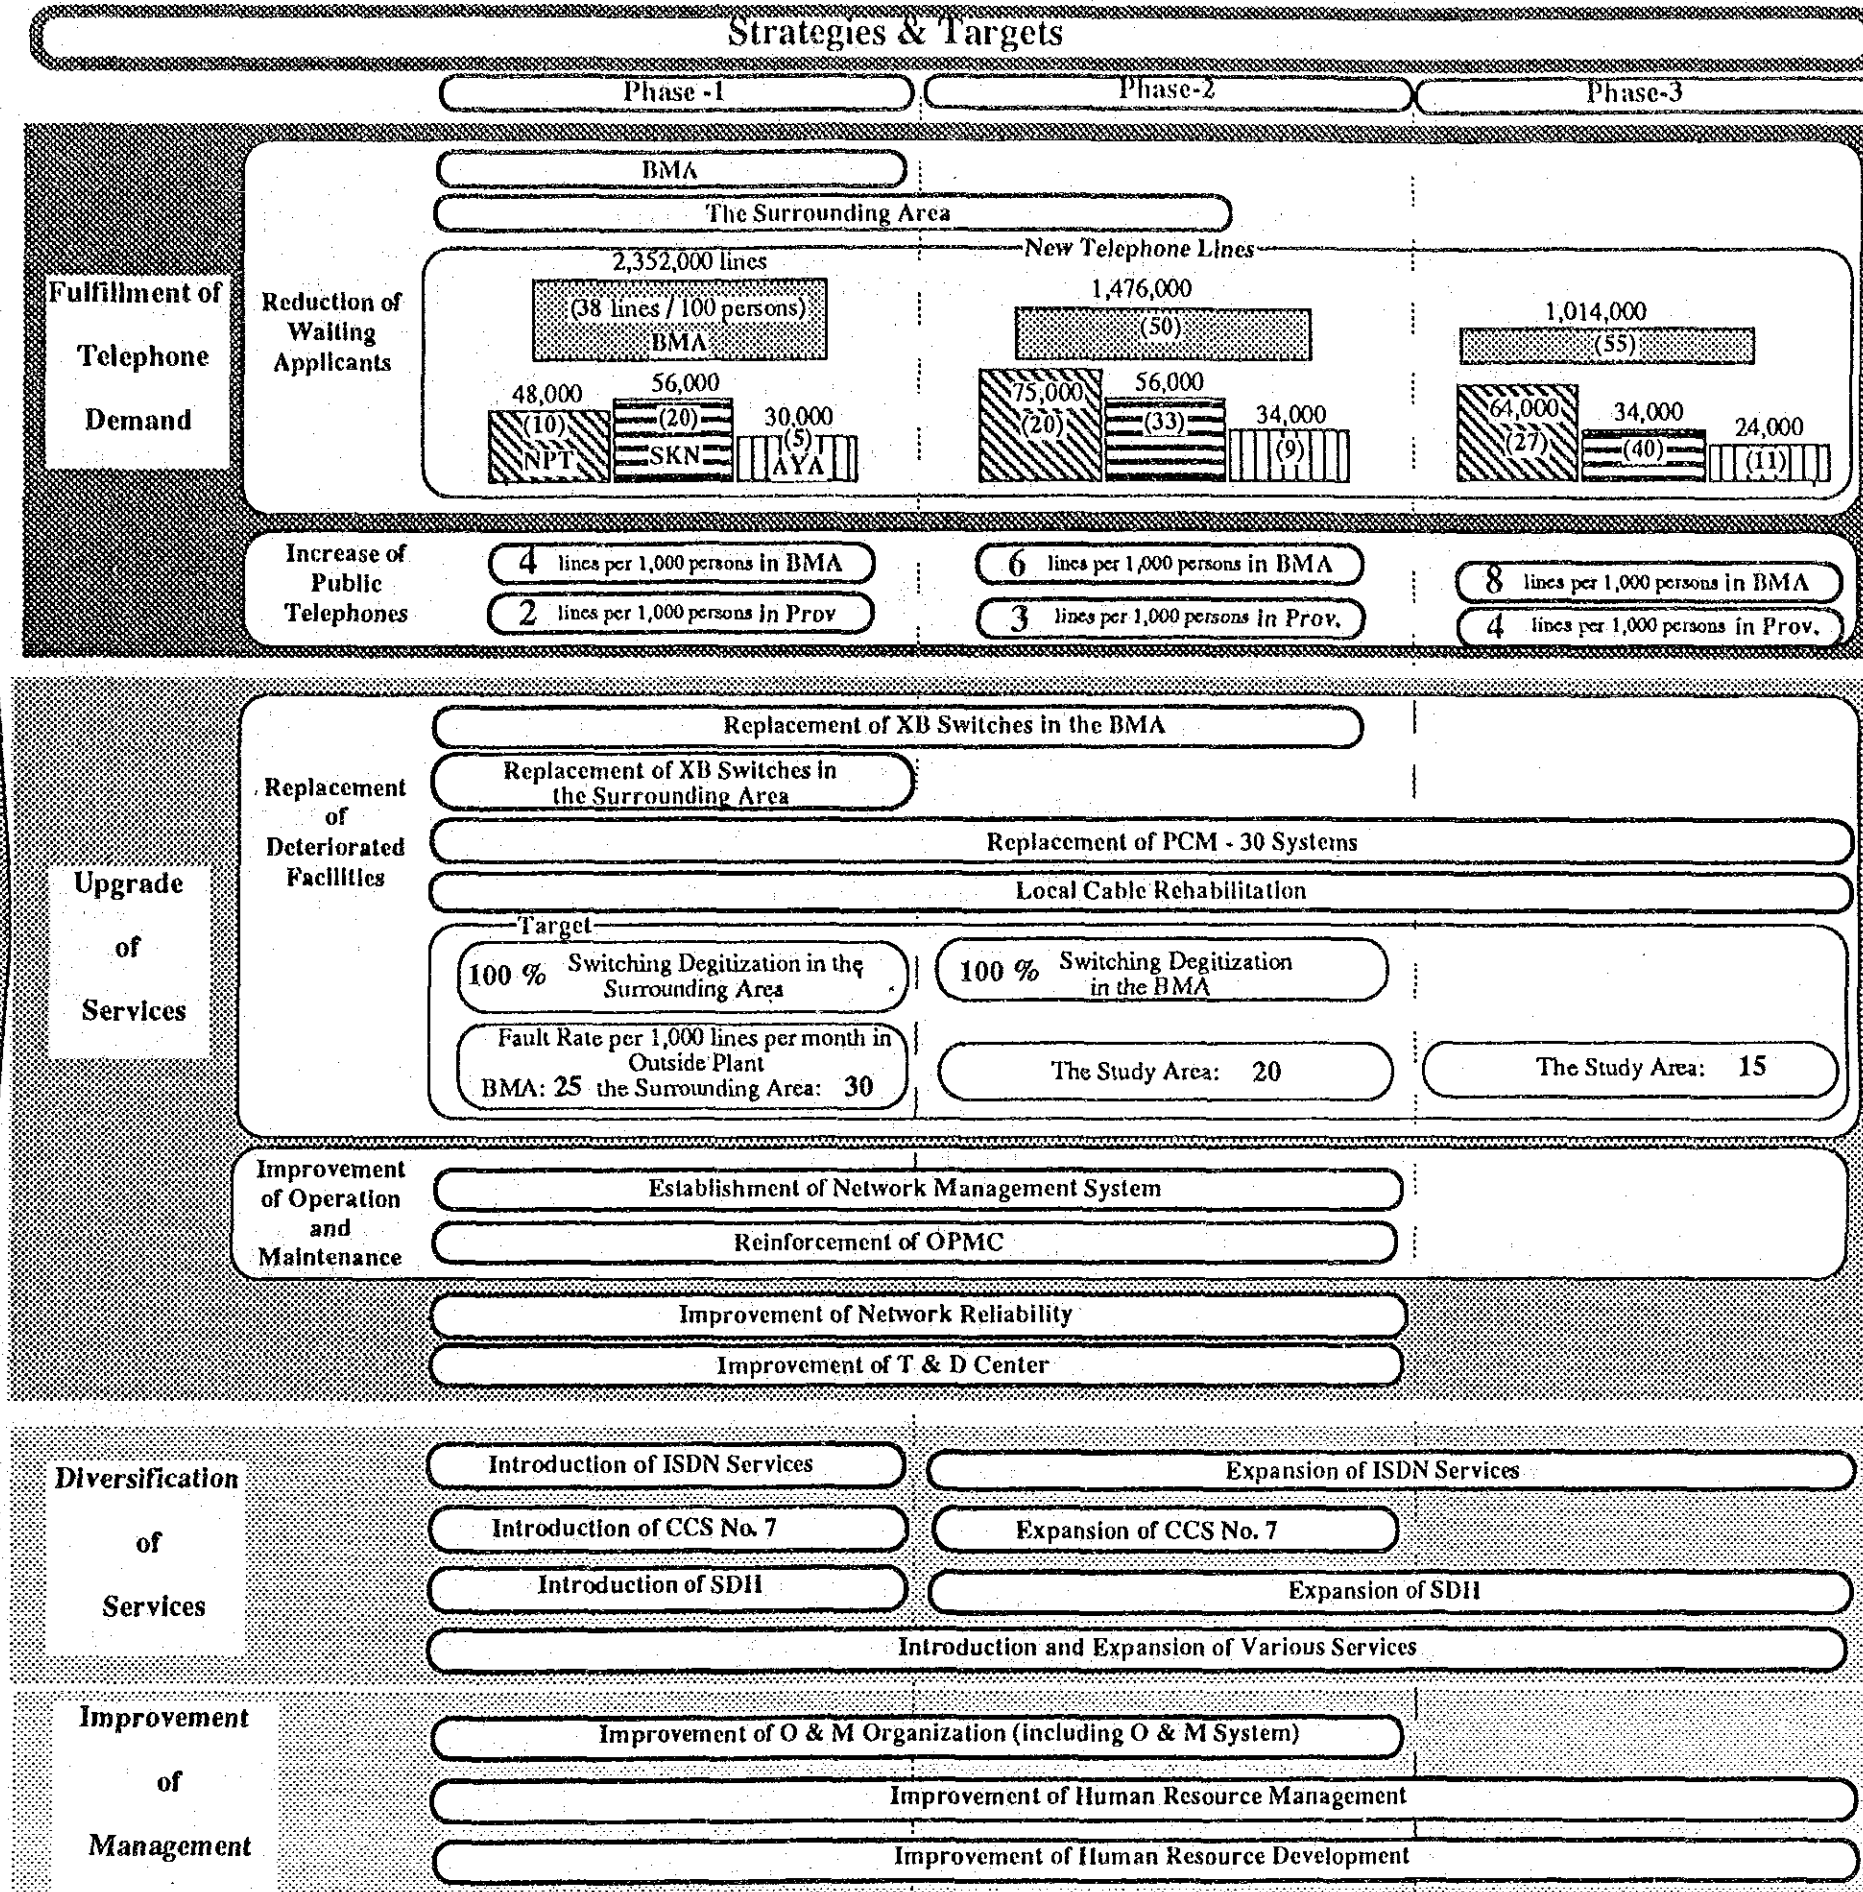 Strategies & Targets
Phase -1
Phase-2
Phase-3
Fulfillment of
Telephone
Demand
Reduction of
Waiting
Applicants
BMA
The Surrounding Area
New Telephone Lines
2,352,000 lines
(38 lines / 100 persons)
BMA
48,000
(10)
NPT
56,000
(20)
SKN
30,000
(5)
AYA
1,476,000
(50)
75,000
(20)
56,000
(33)
34,000
(9)
1,014,000
(55)
64,000
(27)
34,000
(40)
24,000
(11)
Increase of
Public
Telephones
4 lines per 1,000 persons in BMA
2 lines per 1,000 persons in Prov
6 lines per 1,000 persons in BMA
3 lines per 1,000 persons in Prov.
8 lines per 1,000 persons in BMA
4 lines per 1,000 persons in Prov.
Upgrade
of
Services
Replacement
of
Deteriorated
Facilities
Replacement of XB Switches in the BMA
Replacement of XB Switches in
the Surrounding Area
Replacement of PCM - 30 Systems
Local Cable Rehabilitation
Target
100 % Switching Degitization in the
Surrounding Area
100 % Switching Degitization
in the BMA
Fault Rate per 1,000 lines per month in
Outside Plant
BMA: 25 the Surrounding Area: 30
The Study Area: 20
The Study Area: 15
Improvement
of Operation
and
Maintenance
Establishment of Network Management System
Reinforcement of OPMC
Improvement of Network Reliability
Improvement of T & D Center
Diversification
of
Services
Introduction of ISDN Services
Expansion of ISDN Services
Introduction of CCS No. 7
Expansion of CCS No. 7
Introduction of SDH
Expansion of SDH
Introduction and Expansion of Various Services
Improvement
of
Management
Improvement of O & M Organization (including O & M System)
Improvement of Human Resource Management
Improvement of Human Resource Development